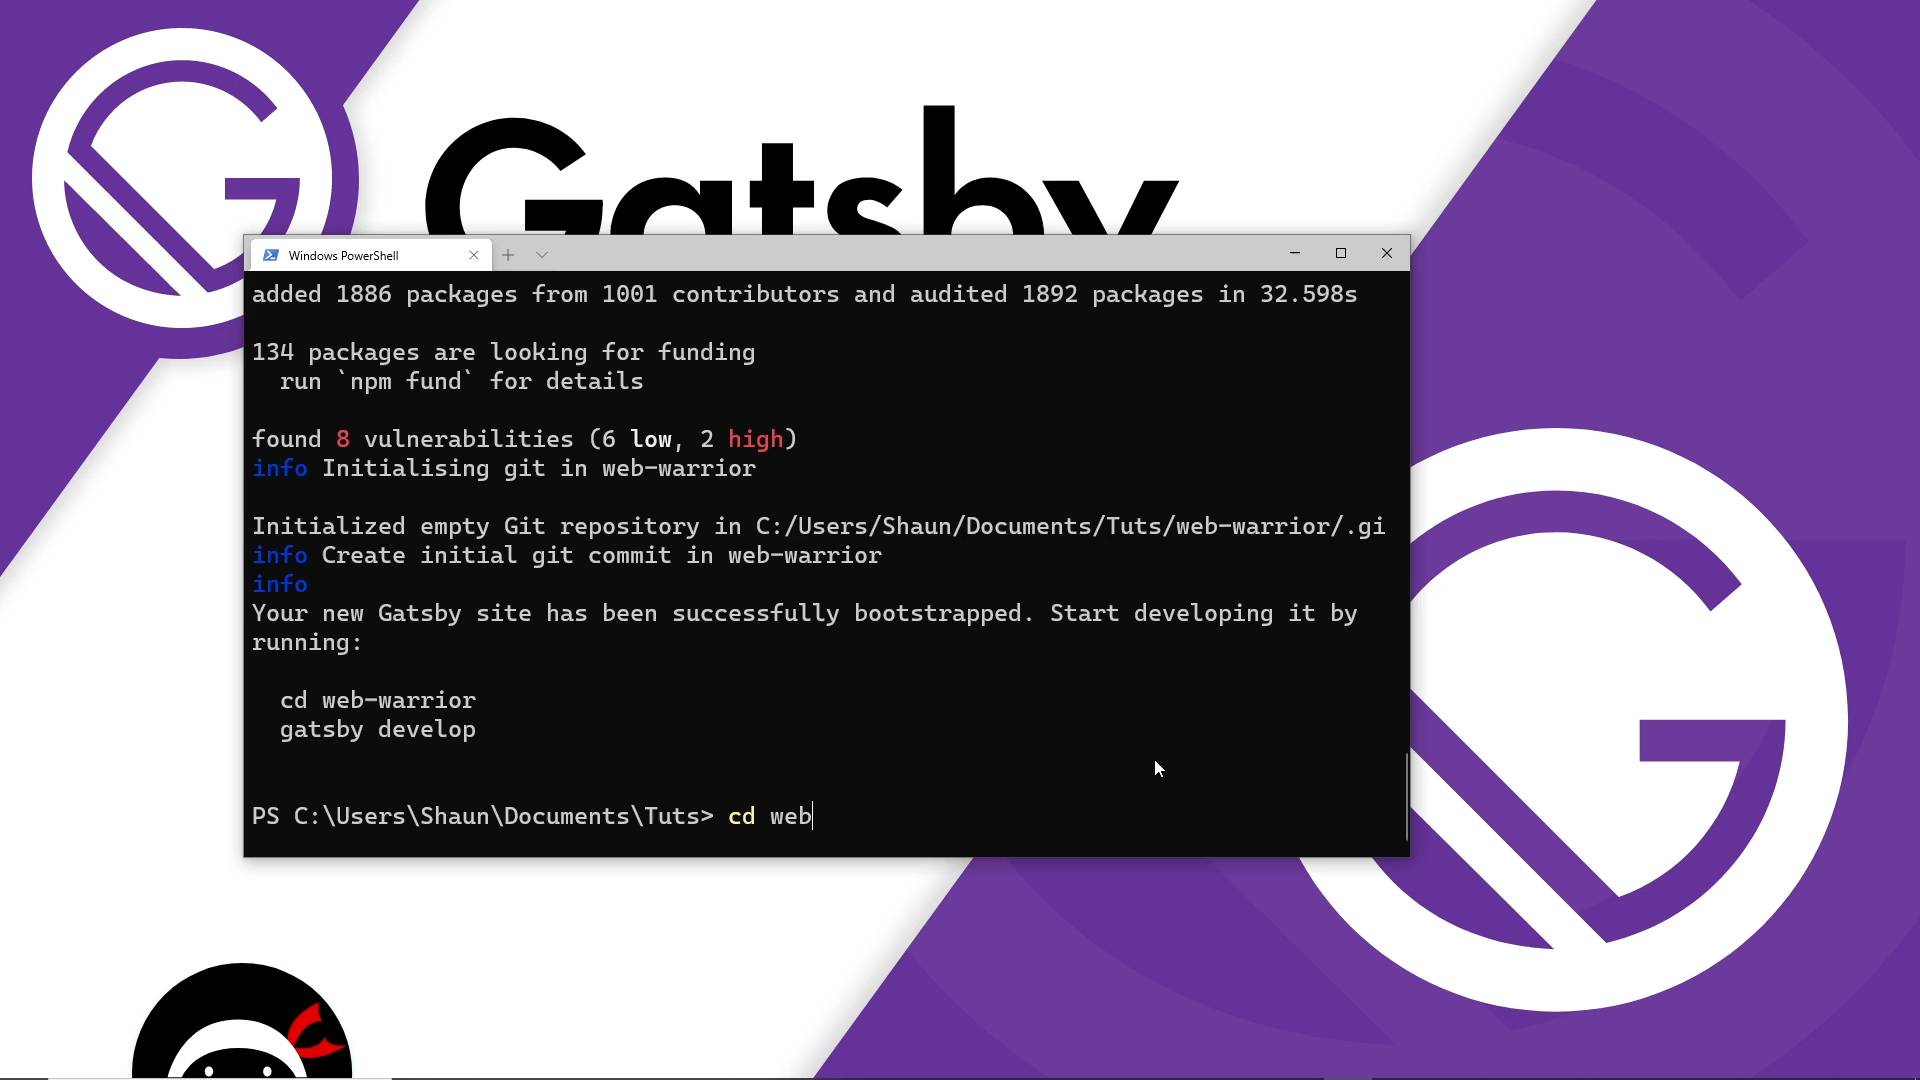 Gatsby
Windows PowerShell
added 1886 packages from 1001 contributors and audited 1892 packages in 32.598s
134 packages are looking for funding
run `npm fund` for details
found 8 vulnerabilities (6 low, 2 high)
info Initialising git in web-warrior
Initialized empty Git repository in C:/Users/Shaun/Documents/Tuts/web-warrior/.gi
info Create initial git commit in web-warrior
info
Your new Gatsby site has been successfully bootstrapped. Start developing it by
running:
cd web-warrior
gatsby develop
PS C:\Users\Shaun\Documents\Tuts> cd web